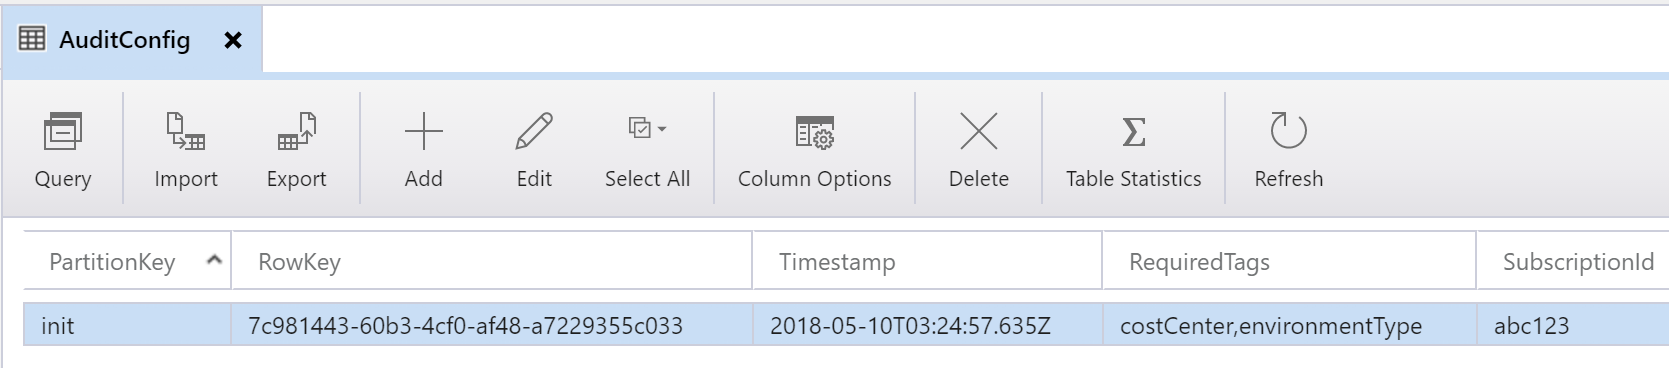 AuditConfig
Query Import Export Add Edit Select All Column Options Delete Table Statistics Refresh
PartitionKey RowKey Timestamp RequiredTags SubscriptionId
init 7c981443-60b3-4cf0-af48-a7229355c033 2018-05-10T03:24:57.635Z costCenter,environmentType abc123